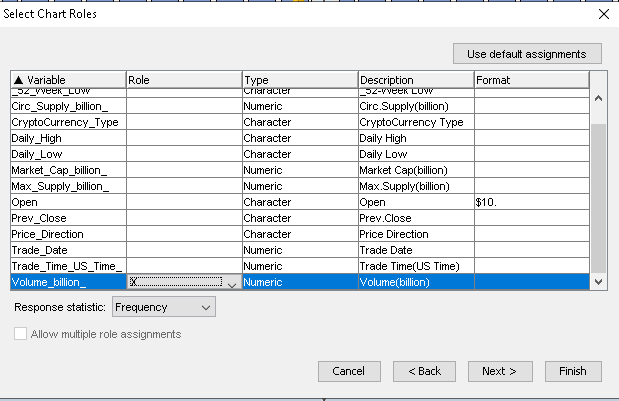 Select Chart Roles
Use default assignments
▲ Variable Role Type Description Format
_52_Week_Low Character _52-Week Low
Circ_Supply_billion_ Numeric Circ.Supply(billion)
CryptoCurrency_Type Character CryptoCurrency Type
Daily_High Character Daily High
Daily_Low Character Daily Low
Market_Cap_billion_ Numeric Market Cap(billion)
Max_Supply_billion_ Numeric Max.Supply(billion)
Open Character Open $10.
Prev_Close Character Prev.Close
Price_Direction Character Price Direction
Trade_Date Numeric Trade Date
Trade_Time_US_Time_ Numeric Trade Time(US Time)
Volume_billion_ X Numeric Volume(billion)
Response statistic: Frequency
Allow multiple role assignments
Cancel < Back Next > Finish